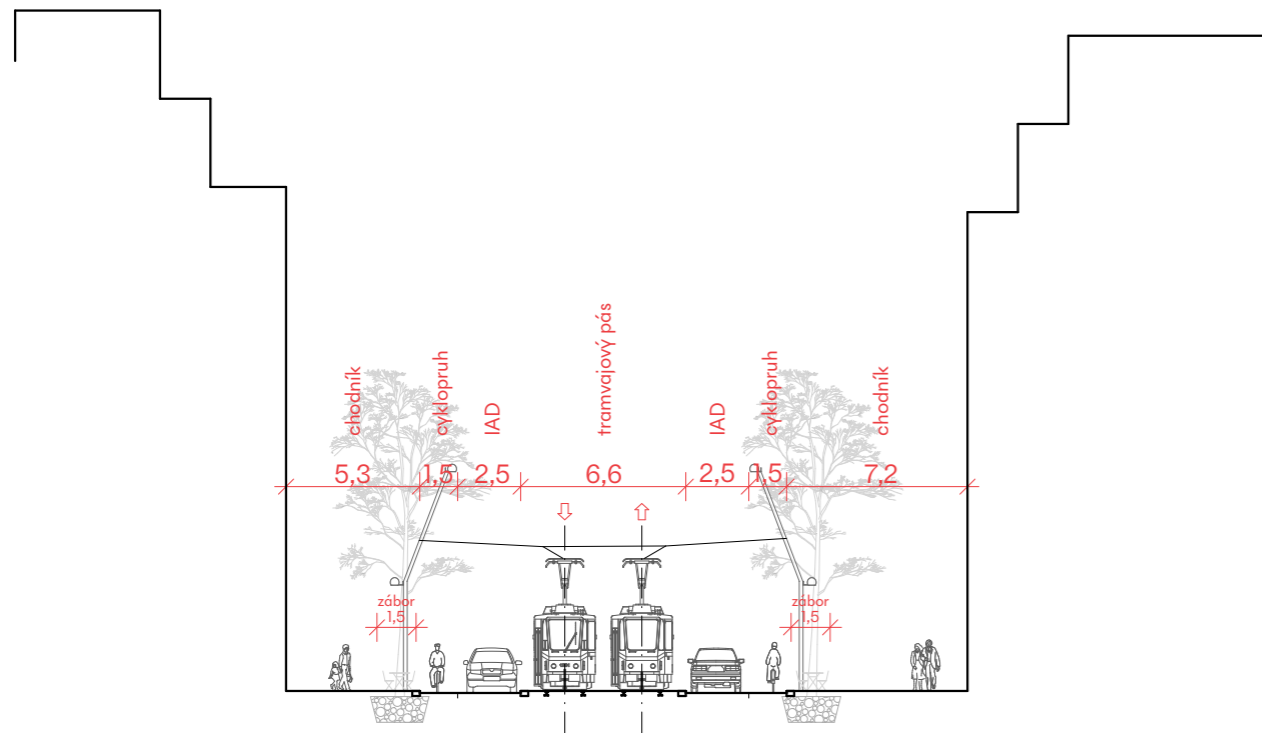 chodník
cyklopruh
IAD
tramvajový pás
IAD
cyklopruh
chodník
5,3
1,5
2,5
6,6
2,5
1,5
7,2
zábor
1,5
zábor
1,5